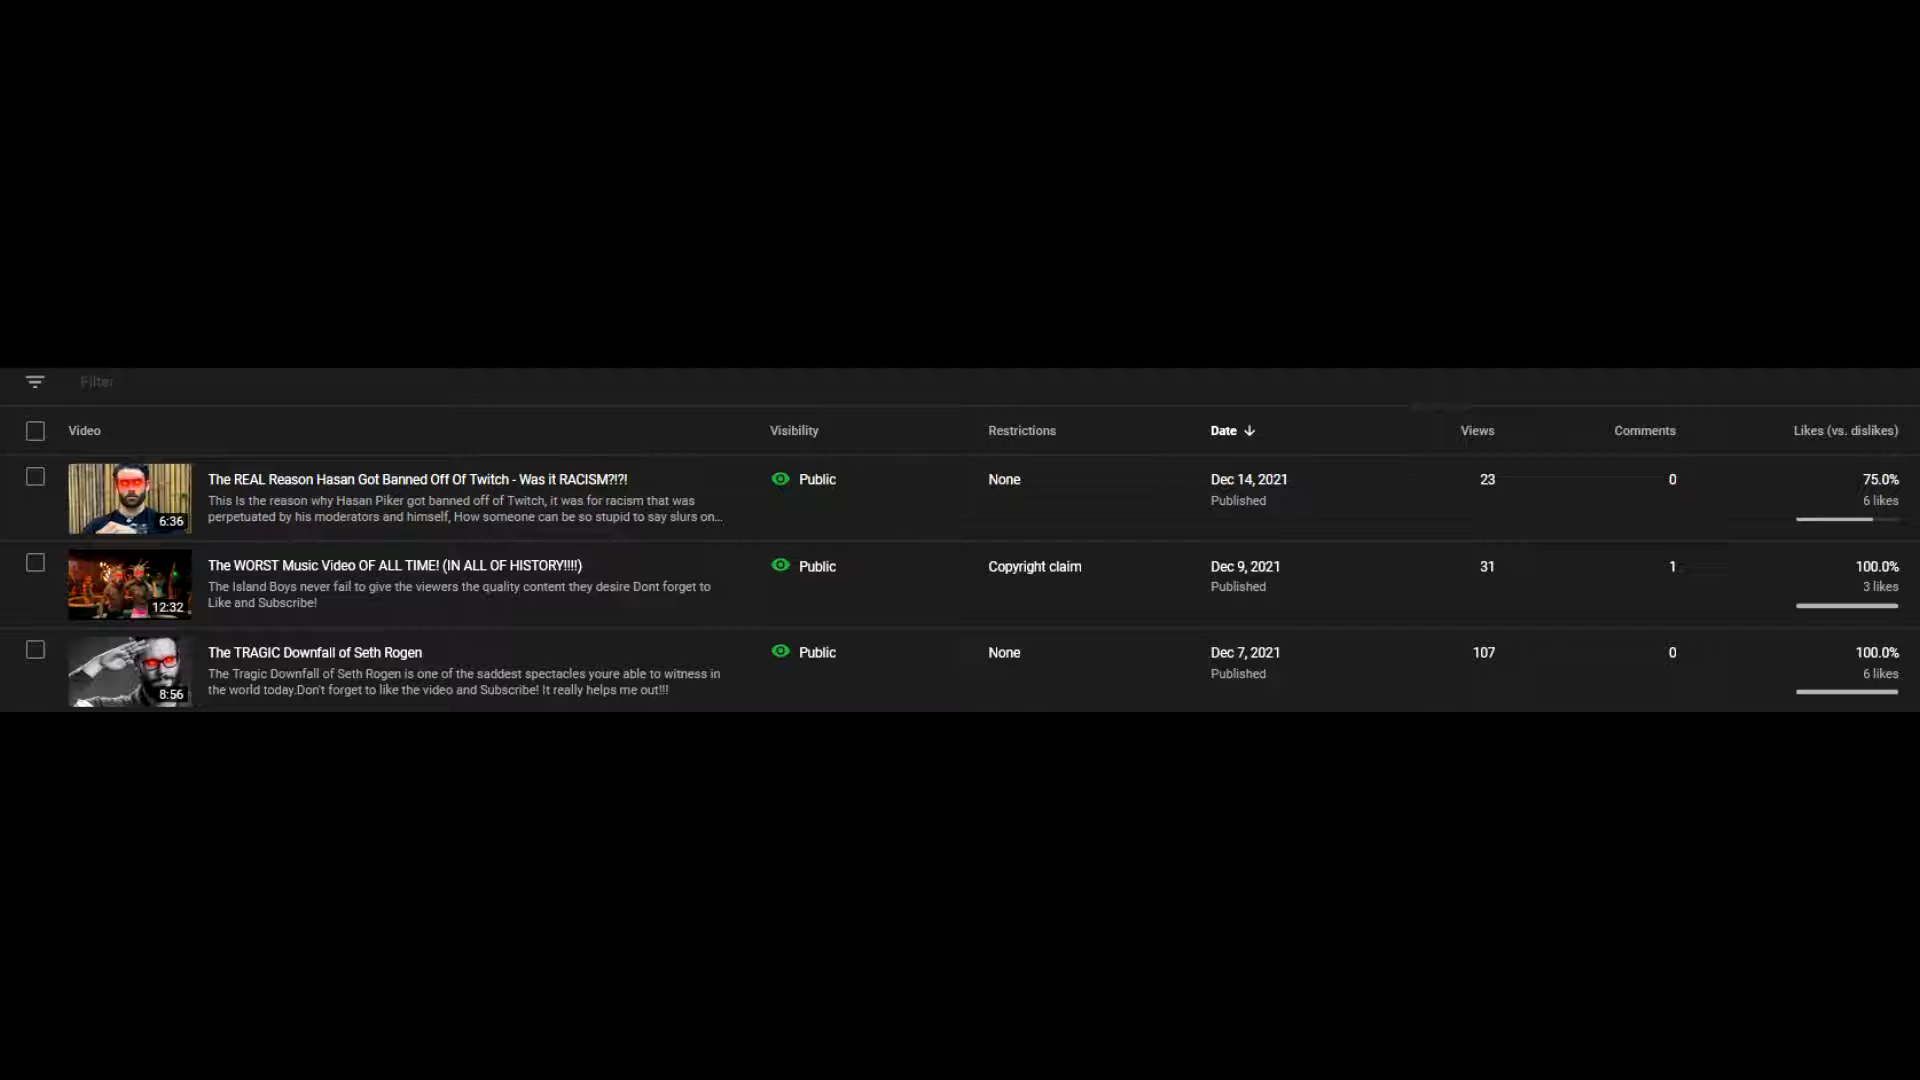 Filter
Video Visibility Restrictions Date Views Comments Likes (vs. dislikes)
The REAL Reason Hasan Got Banned Off Of Twitch - Was it RACISM?!?! Public None Dec 14, 2021 23 0 75.0%
This Is the reason why Hasan Piker got banned off of Twitch, it was for racism that was Published 6 likes
perpetuated by his moderators and himself, How someone can be so stupid to say slurs on...
6:36
The WORST Music Video OF ALL TIME! (IN ALL OF HISTORY!!!!) Public Copyright claim Dec 9, 2021 31 1 100.0%
The Island Boys never fail to give the viewers the quality content they desire Dont forget to Published 3 likes
Like and Subscribe!
12:32
The TRAGIC Downfall of Seth Rogen Public None Dec 7, 2021 107 0 100.0%
The Tragic Downfall of Seth Rogen is one of the saddest spectacles youre able to witness in Published 6 likes
the world today.Don't forget to like the video and Subscribe! It really helps me out!!!
8:56